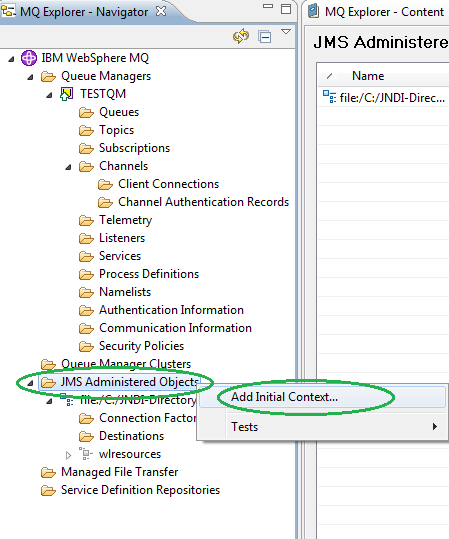 MQ Explorer - Navigator
MQ Explorer - Content
IBM WebSphere MQ
Queue Managers
TESTQM
Queues
Topics
Subscriptions
Channels
Client Connections
Channel Authentication Records
Telemetry
Listeners
Services
Process Definitions
Namelists
Authentication Information
Communication Information
Security Policies
Queue Manager Clusters
JMS Administered Objects
file:/C:/JNDI-Directory
Connection Factor
Destinations
wlresources
Managed File Transfer
Service Definition Repositories
Add Initial Context...
Tests
JMS Administere
Name
file:/C:/JNDI-Direc...